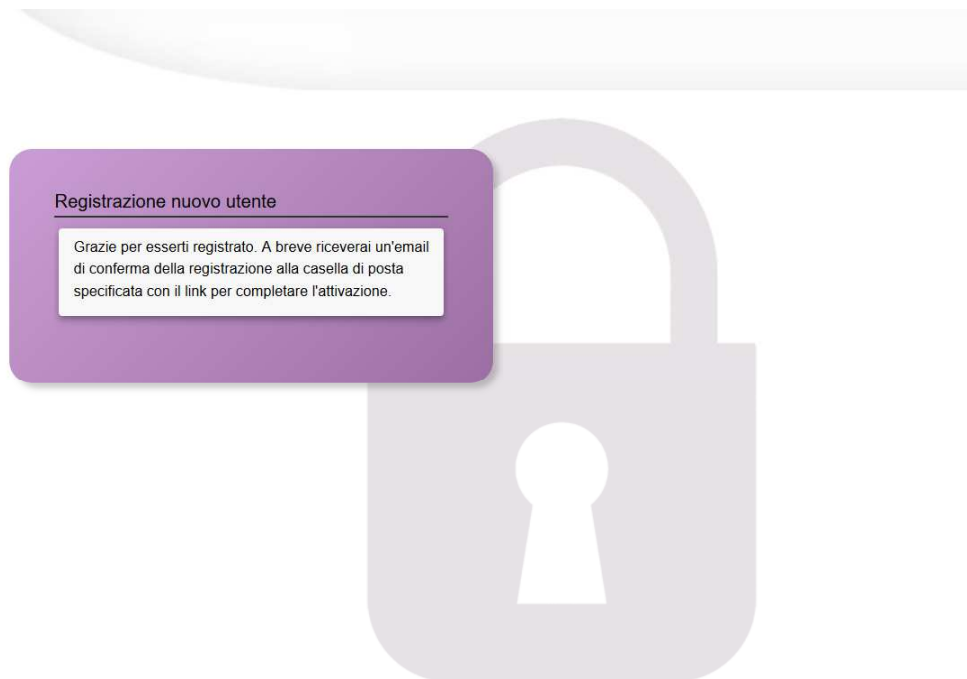 Registrazione nuovo utente
Grazie per esserti registrato. A breve riceverai un'email
di conferma della registrazione alla casella di posta
specificata con il link per completare l'attivazione.